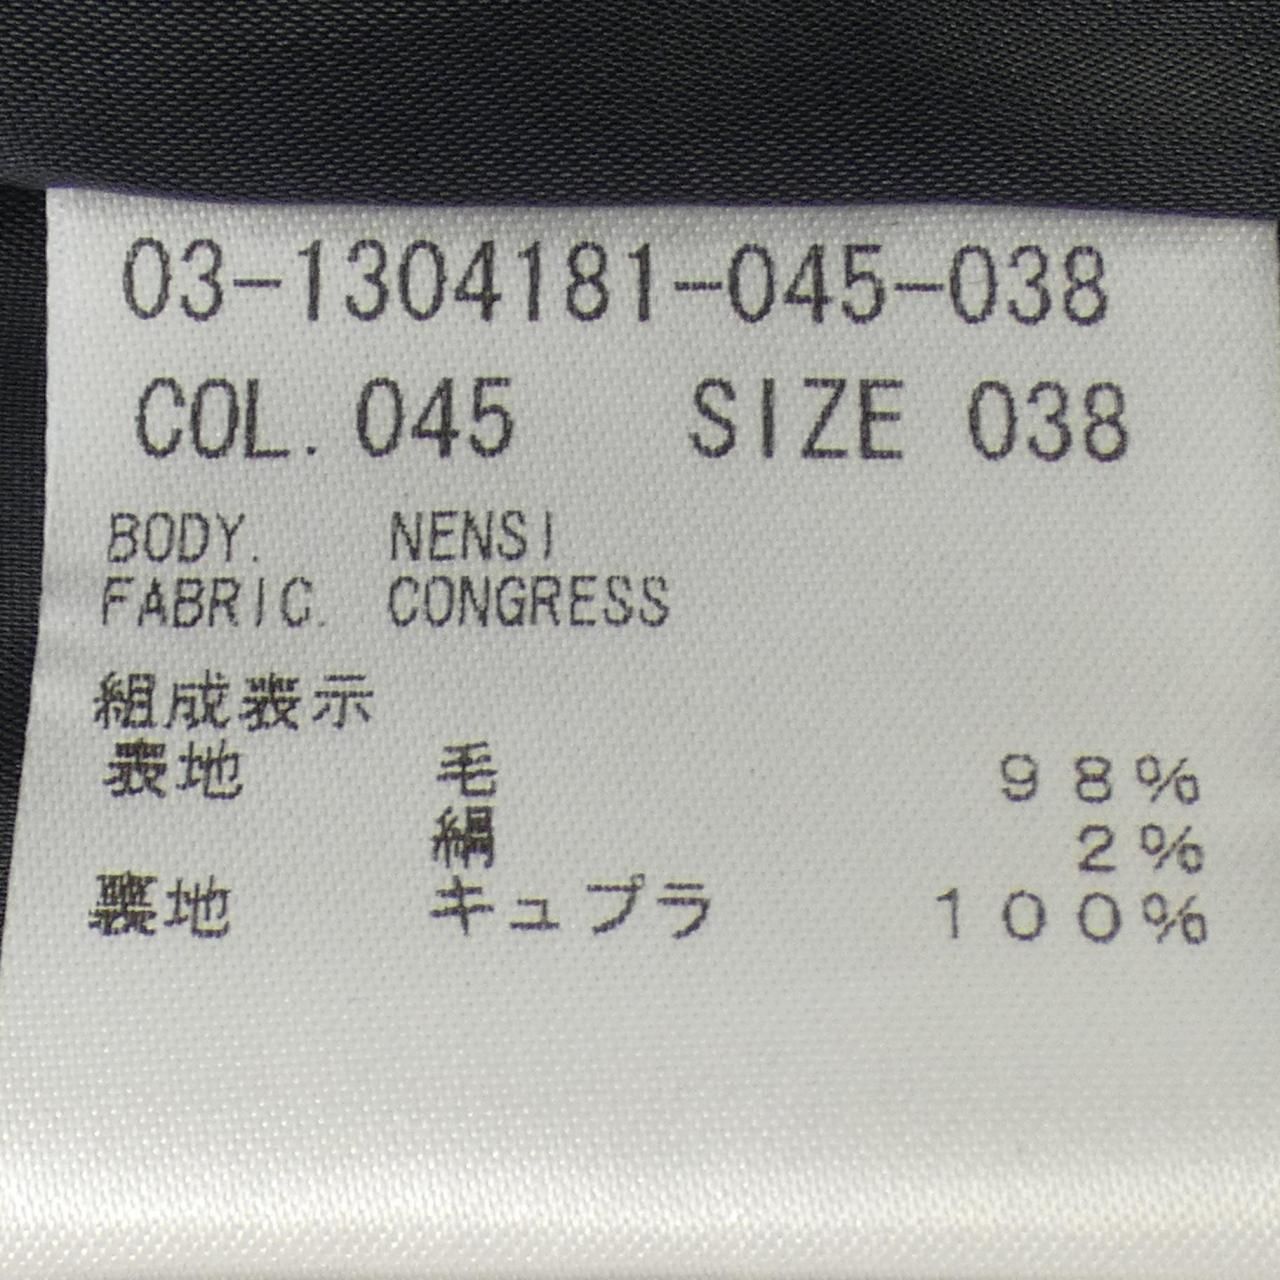 03-1304181-045-038
COL. 045 SIZE 038
BODY. NENSI
FABRIC. CONGRESS
組成表示
表地 毛 98%
絹 2%
裏地 キュプラ 100%